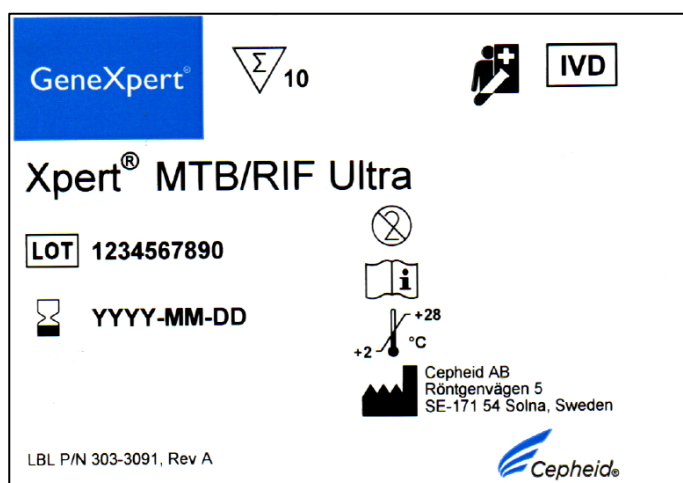 GeneXpert®
Σ 10
IVD
Xpert® MTB/RIF Ultra
LOT 1234567890
2
i
YYYY-MM-DD
+28
°C
+2
Cepheid AB
Röntgenvägen 5
SE-171 54 Solna, Sweden
LBL P/N 303-3091, Rev A
Cepheid®